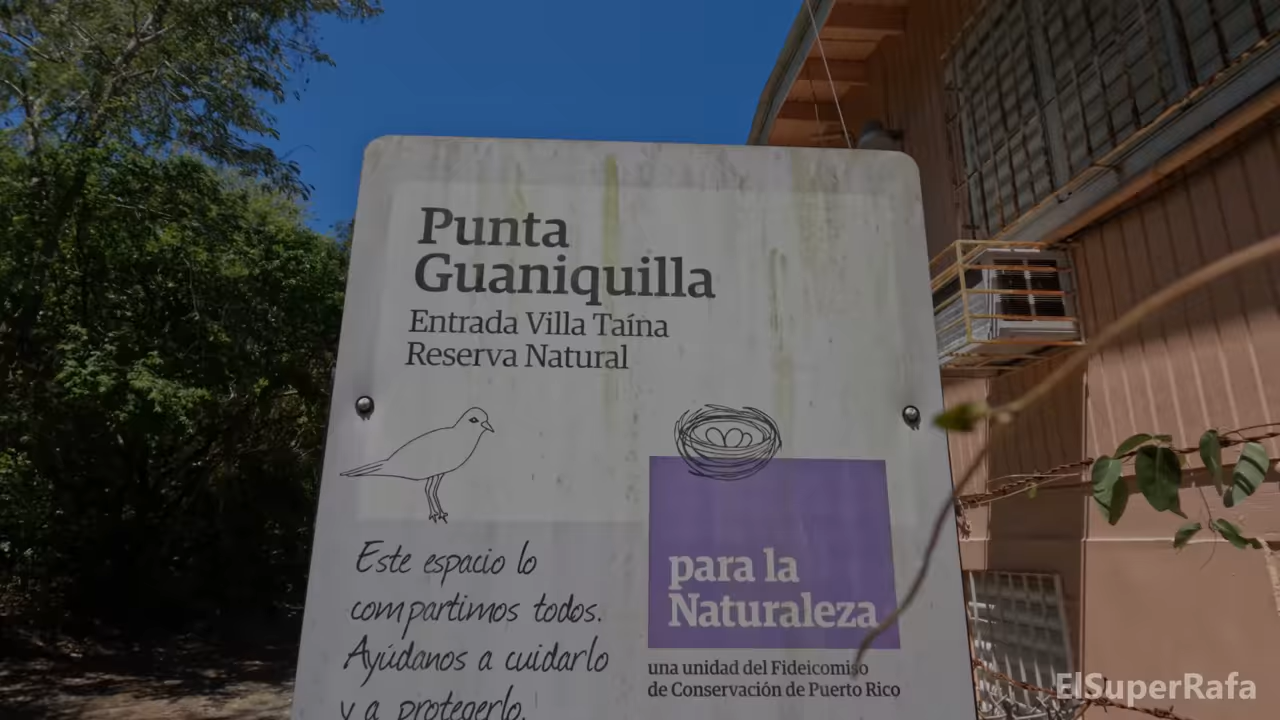 Punta
Guaniquilla
Entrada Villa Taína
Reserva Natural
Este espacio lo
compartimos todos.
Ayúdanos a cuidarlo
y a protegerlo.
para la
Naturaleza
una unidad del Fideicomiso
de Conservación de Puerto Rico
ElSuperRafa